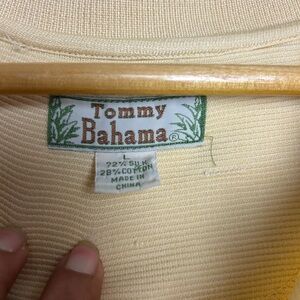 Tommy
Bahama®
L
72% SILK
28% COTTON
MADE IN
CHINA